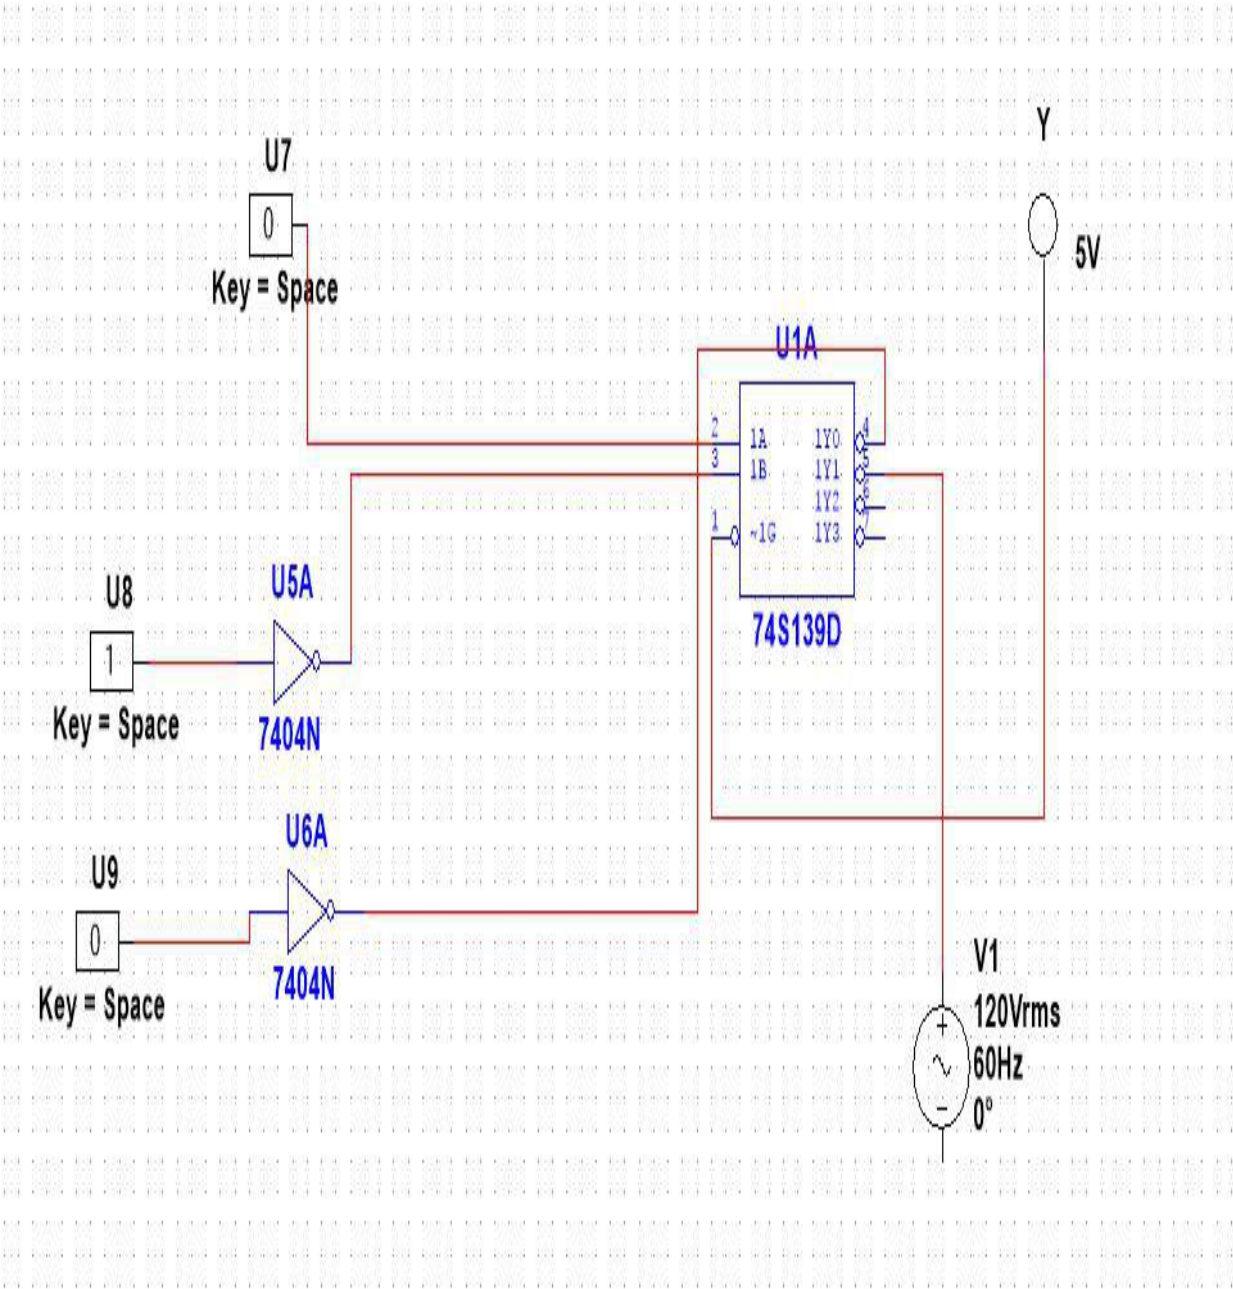 Y
U7
0
5V
Key = Space
U1A
2
1A
1Y0
4
3
1B
1Y1
5
1Y2
6
1
~1G
1Y3
7
U8
U5A
74S139D
1
Key = Space
7404N
U9
U6A
0
7404N
Key = Space
V1
120Vrms
60Hz
0°